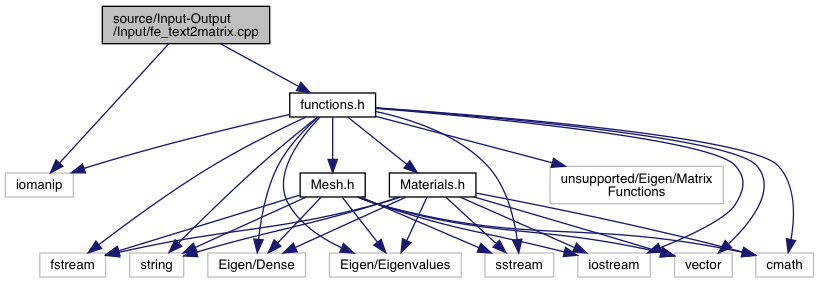 source/Input-Output
/Input/fe_text2matrix.cpp
functions.h
iomanip
Mesh.h
Materials.h
unsupported/Eigen/Matrix
Functions
fstream
string
Eigen/Dense
Eigen/Eigenvalues
sstream
iostream
vector
cmath